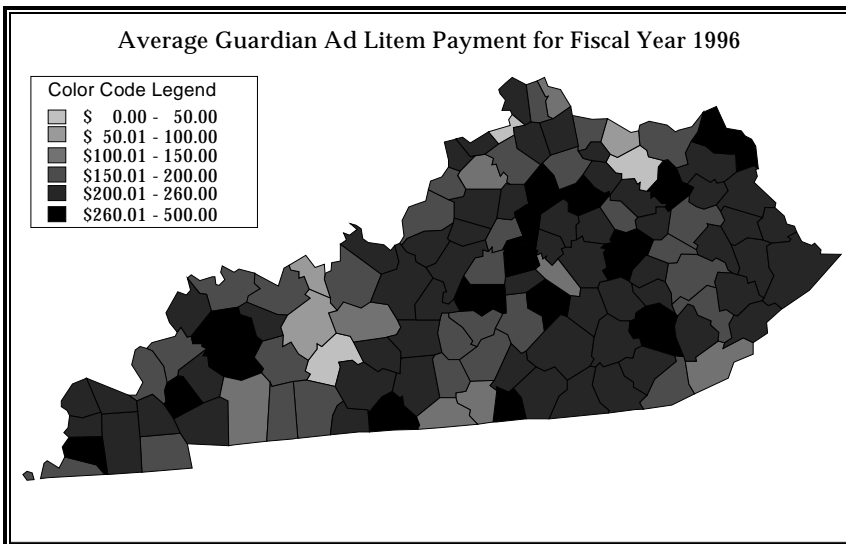 Average Guardian Ad Litem Payment for Fiscal Year 1996
Color Code Legend
$ 0.00 - 50.00
$ 50.01 - 100.00
$100.01 - 150.00
$150.01 - 200.00
$200.01 - 260.00
$260.01 - 500.00